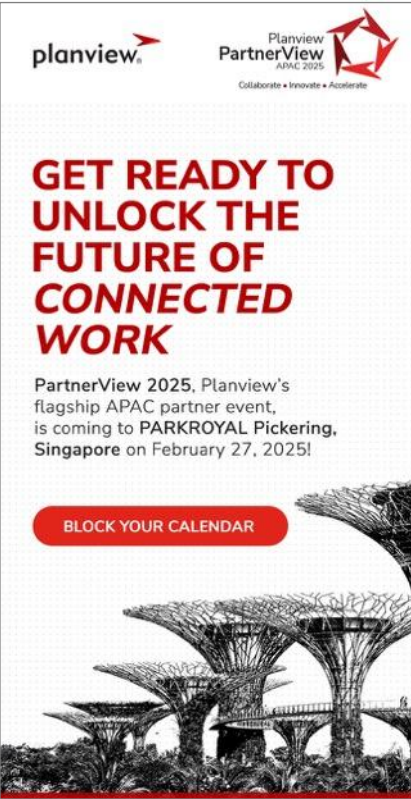 planview®
Planview
PartnerView
APAC 2025
Collaborate • Innovate • Accelerate
GET READY TO
UNLOCK THE
FUTURE OF
CONNECTED
WORK
PartnerView 2025, Planview's
flagship APAC partner event,
is coming to PARKROYAL Pickering,
Singapore on February 27, 2025!
BLOCK YOUR CALENDAR